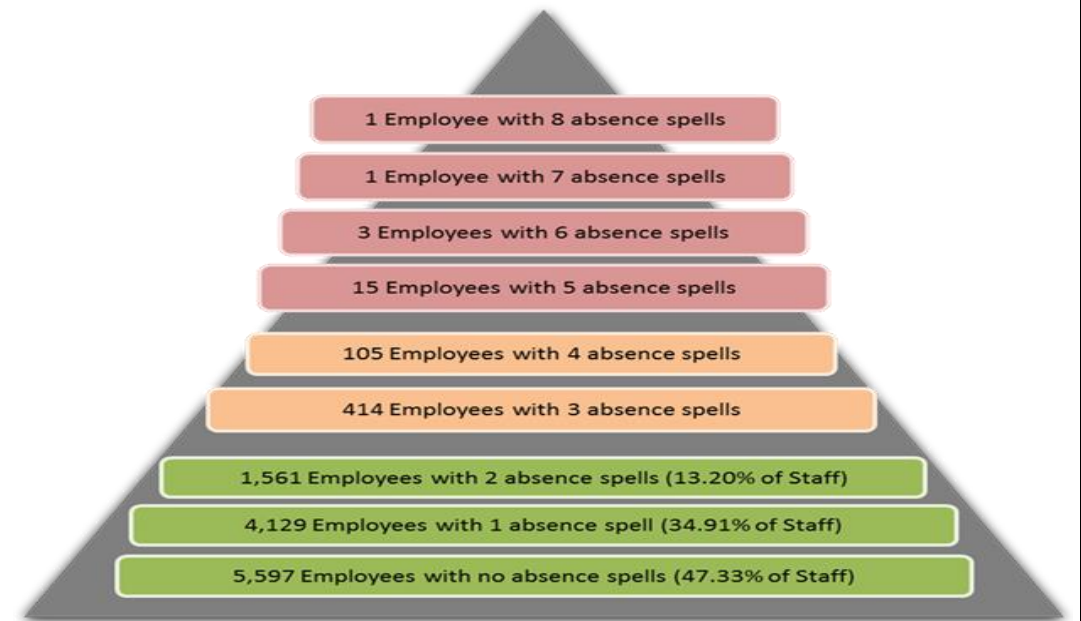 1 Employee with 8 absence spells
1 Employee with 7 absence spells
3 Employees with 6 absence spells
15 Employees with 5 absence spells
105 Employees with 4 absence spells
414 Employees with 3 absence spells
1,561 Employees with 2 absence spells (13.20% of Staff)
4,129 Employees with 1 absence spell (34.91% of Staff)
5,597 Employees with no absence spells (47.33% of Staff)